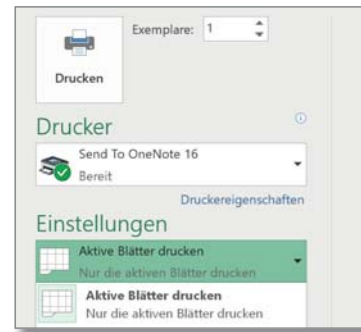 Exemplare: 1
Drucken
Drucker
Send To OneNote 16
Bereit
Druckereigenschaften
Einstellungen
Aktive Blätter drucken
Nur die aktiven Blätter drucken
Aktive Blätter drucken
Nur die aktiven Blätter drucken